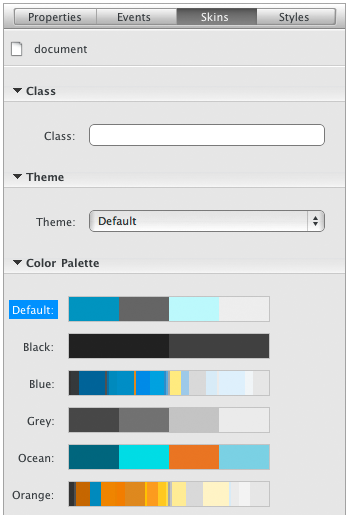 Properties Events Skins Styles
document
Class
Class:
Theme
Theme: Default
Color Palette
Default:
Black:
Blue:
Grey:
Ocean:
Orange: